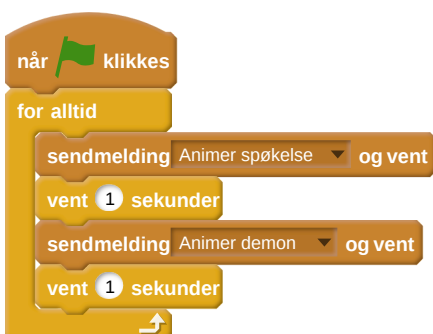 når klikkes
for alltid
sendmelding Animer spøkelse og vent
vent 1 sekunder
sendmelding Animer demon og vent
vent 1 sekunder